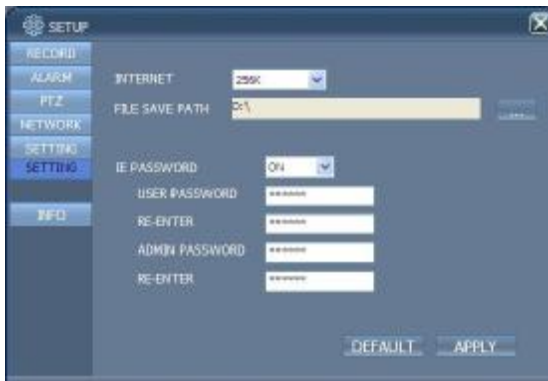 SETUP
RECORD
ALARM
PTZ
NETWORK
SETTING
SETTING
INFO
INTERNET 256K
FILE SAVE PATH D:\
...
IE PASSWORD ON
USER PASSWORD ******
RE-ENTER ******
ADMIN PASSWORD ******
RE-ENTER ******
DEFAULT APPLY